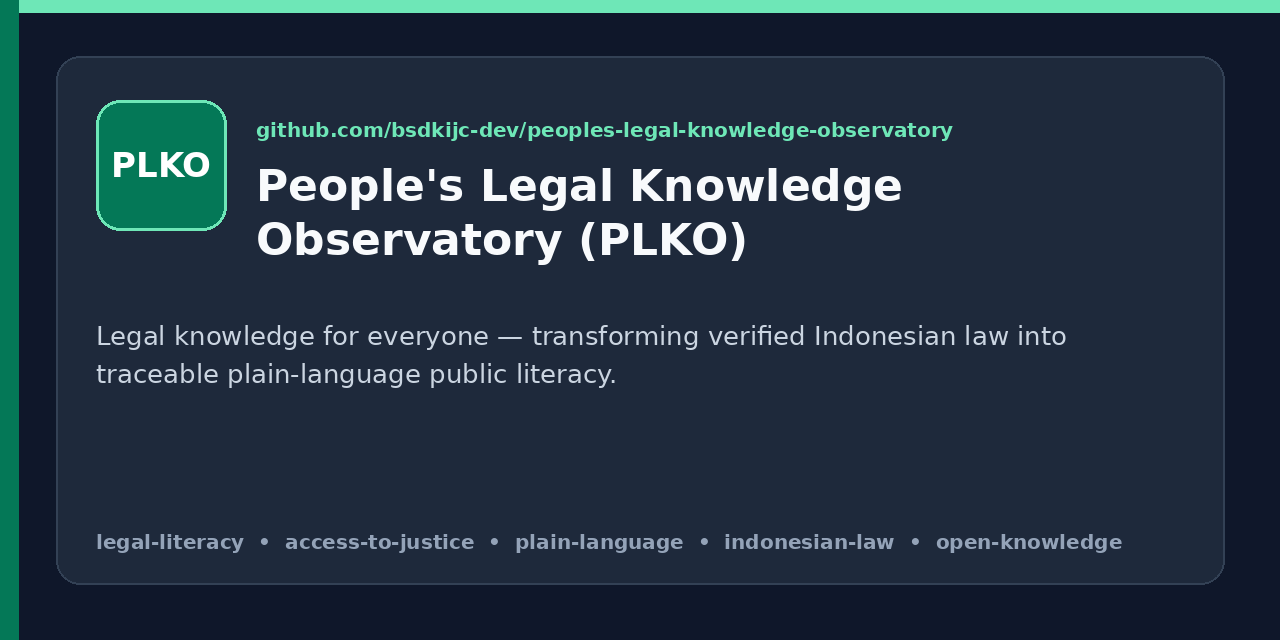 PLKO
github.com/bsdkijc-dev/peoples-legal-knowledge-observatory
People's Legal Knowledge
Observatory (PLKO)
Legal knowledge for everyone — transforming verified Indonesian law into
traceable plain-language public literacy.
legal-literacy • access-to-justice • plain-language • indonesian-law • open-knowledge